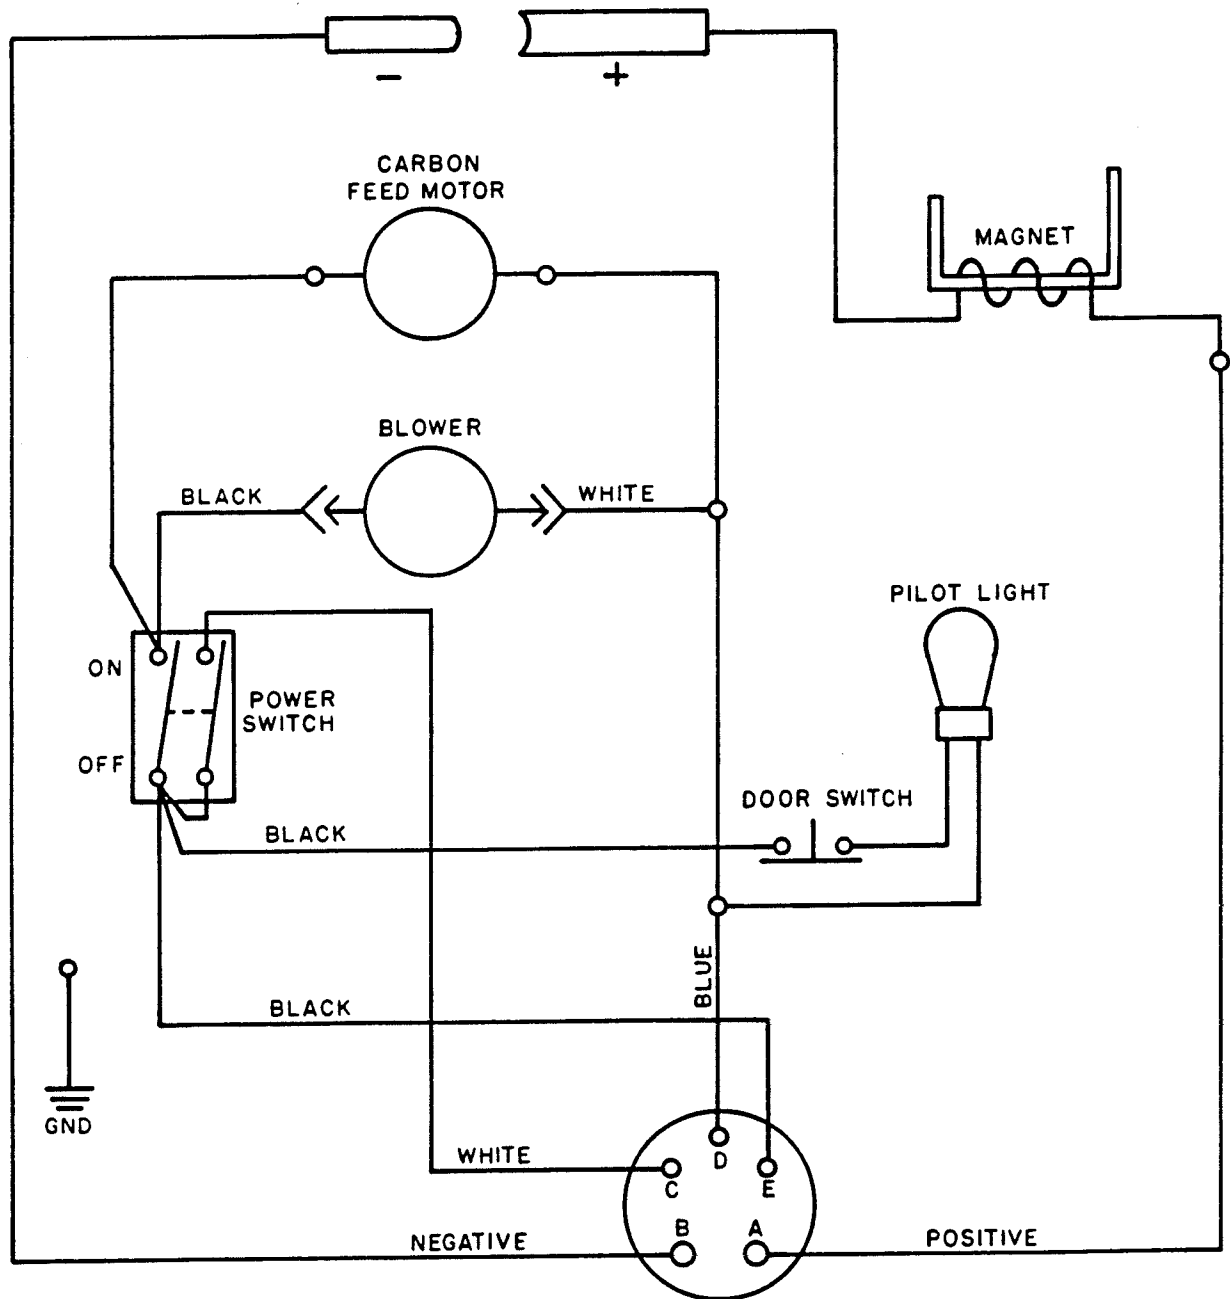 -
+
CARBON
FEED MOTOR
MAGNET
BLOWER
BLACK
WHITE
PILOT LIGHT
ON
POWER
SWITCH
OFF
DOOR SWITCH
BLACK
BLUE
BLACK
GND
WHITE
D
C
E
B
A
NEGATIVE
POSITIVE